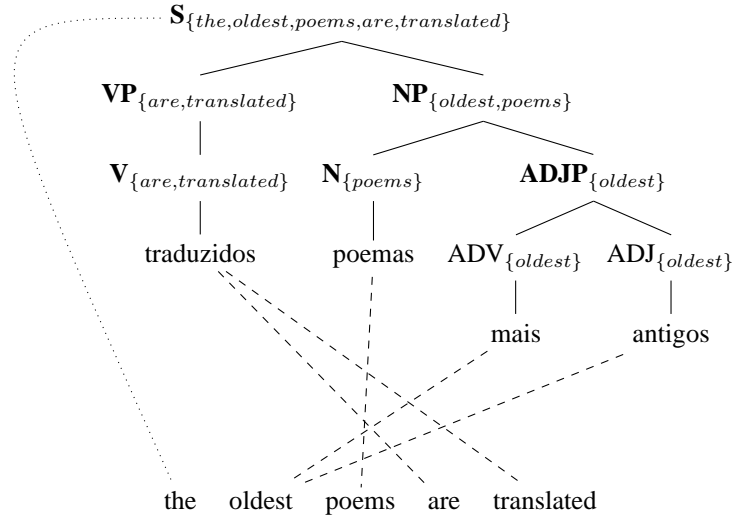 S{the,oldest,poems,are,translated}
VP{are,translated} NP{oldest,poems}
V{are,translated} N{poems} ADJP{oldest}
traduzidos poemas ADV{oldest} ADJ{oldest}
mais antigos
the oldest poems are translated